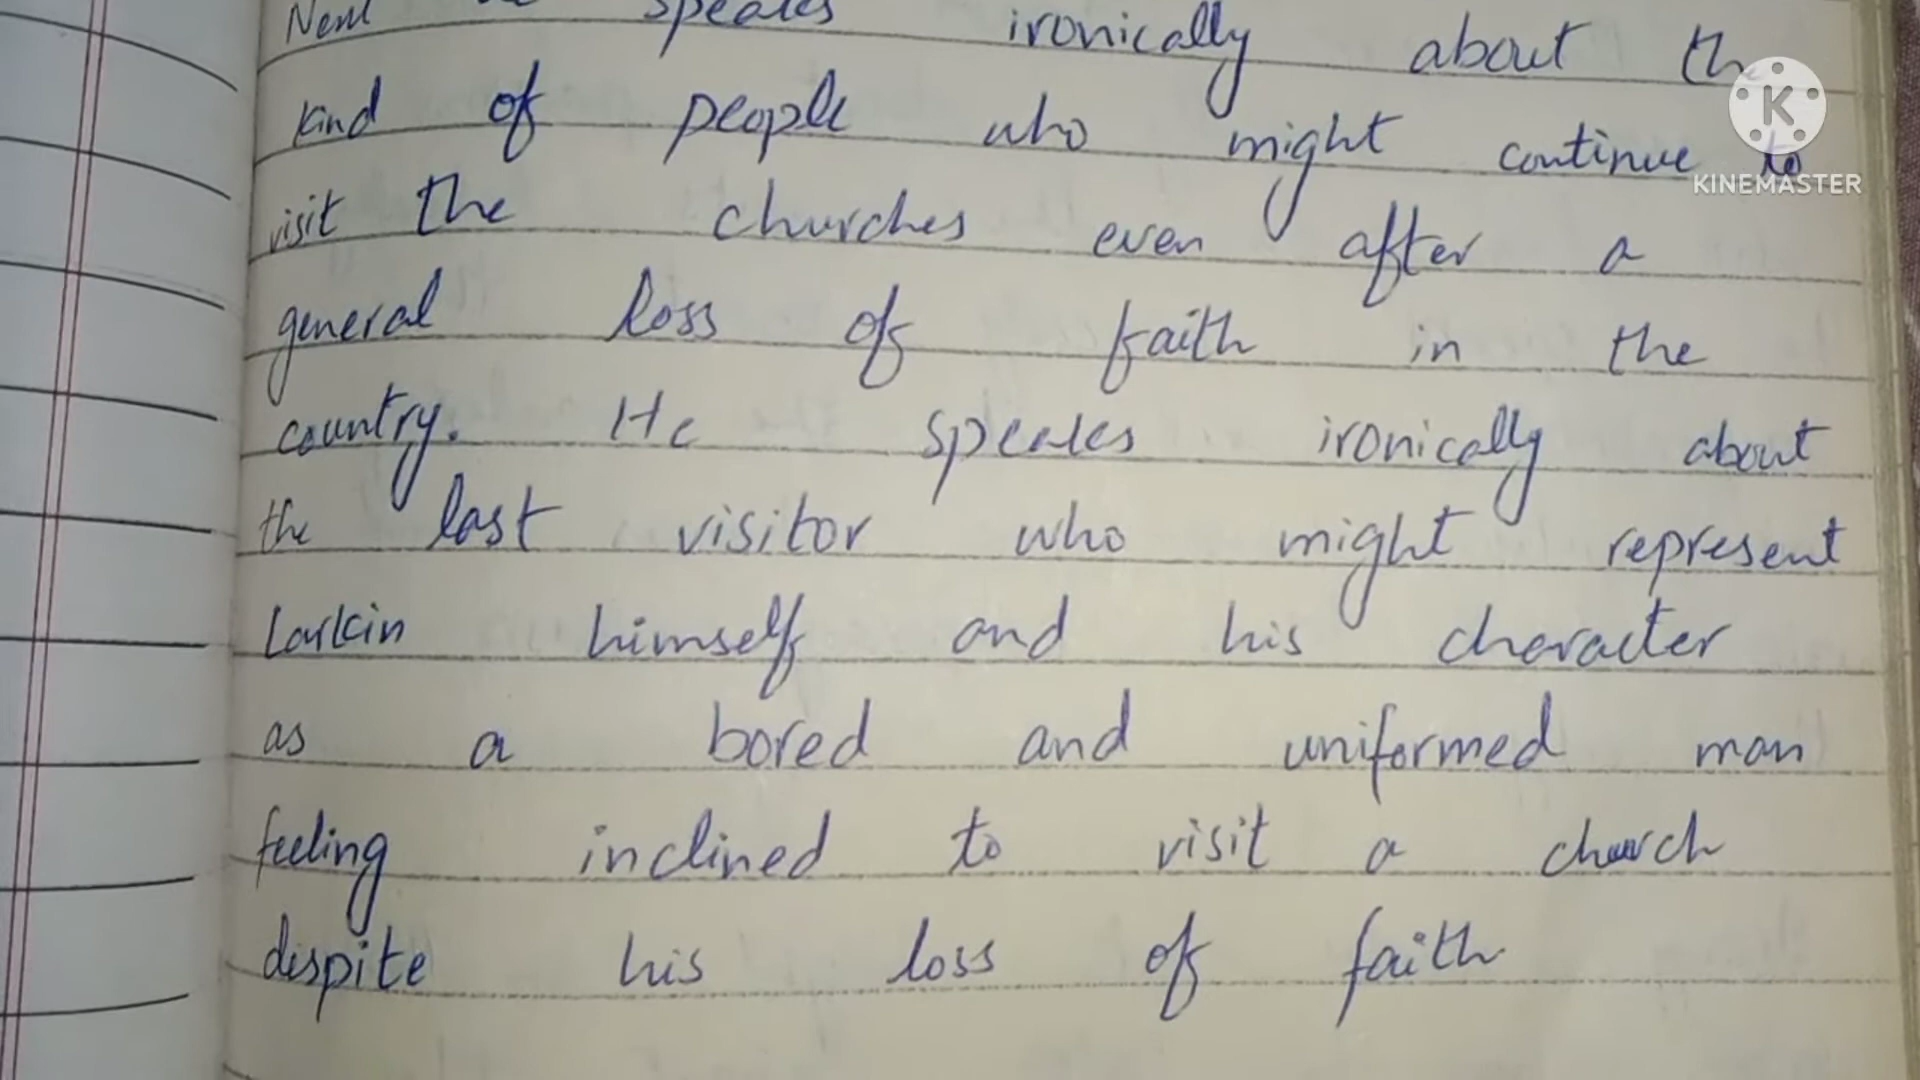 Next he speaks ironically about the
kind of people who might continue to
visit the churches even after a
general loss of faith in the
country. He speaks ironically about
the last visitor who might represent
Larkin himself and his character
as a bored and uniformed man
feeling inclined to visit a church
despite his loss of faith
KINEMASTER